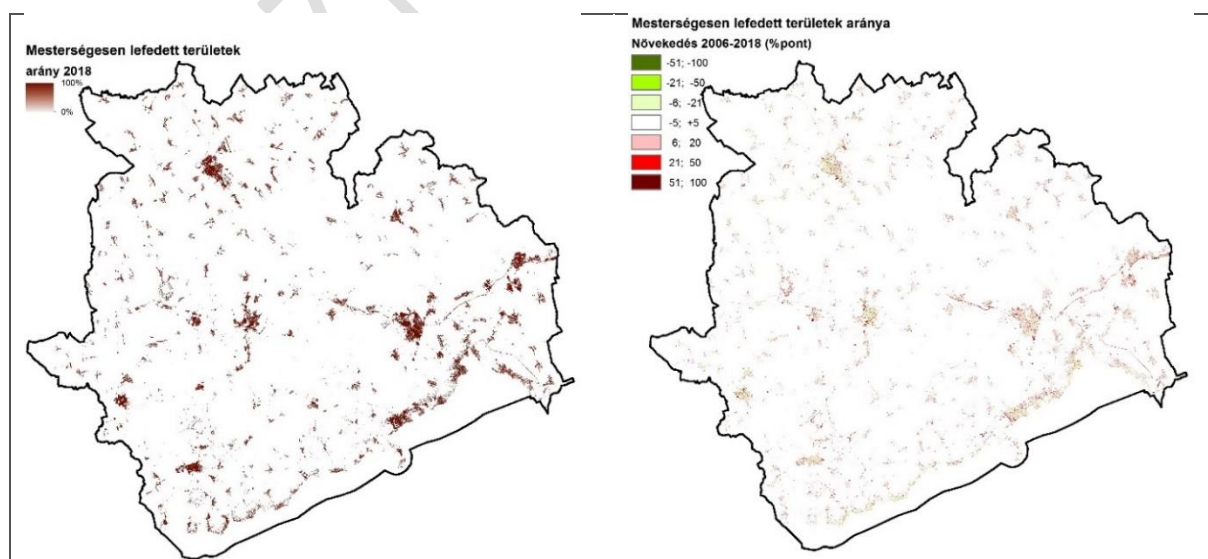 Mesterségesen lefedett területek
arány 2018
100%
0%
Mesterségesen lefedett területek aránya
Növekedés 2006-2018 (%pont)
-51; -100
-21; -50
-6; -21
-5; +5
6; 20
21; 50
51; 100